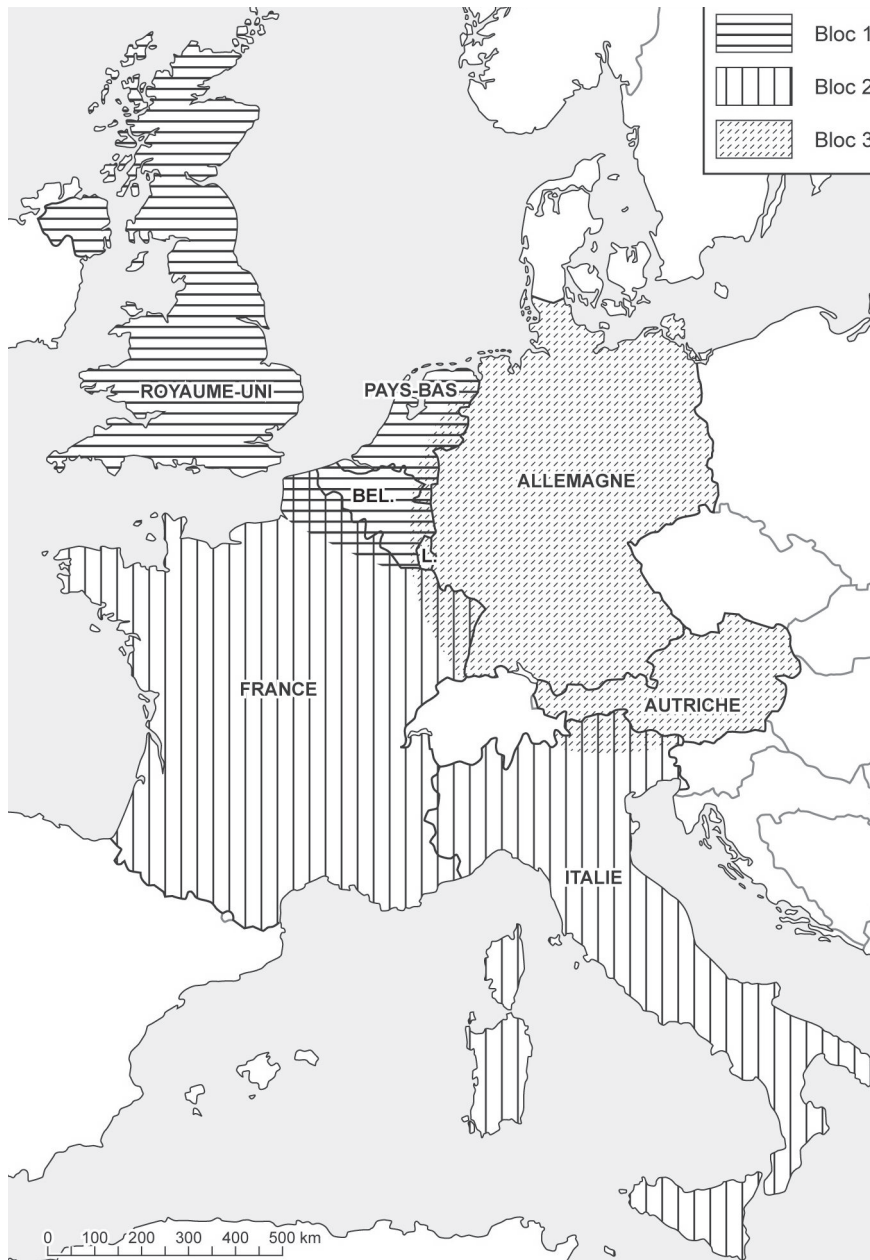 Bloc 1
Bloc 2
Bloc 3
ROYAUME-UNI
PAYS-BAS
BEL.
ALLEMAGNE
L.
FRANCE
AUTRICHE
ITALIE
0 100 200 300 400 500 km